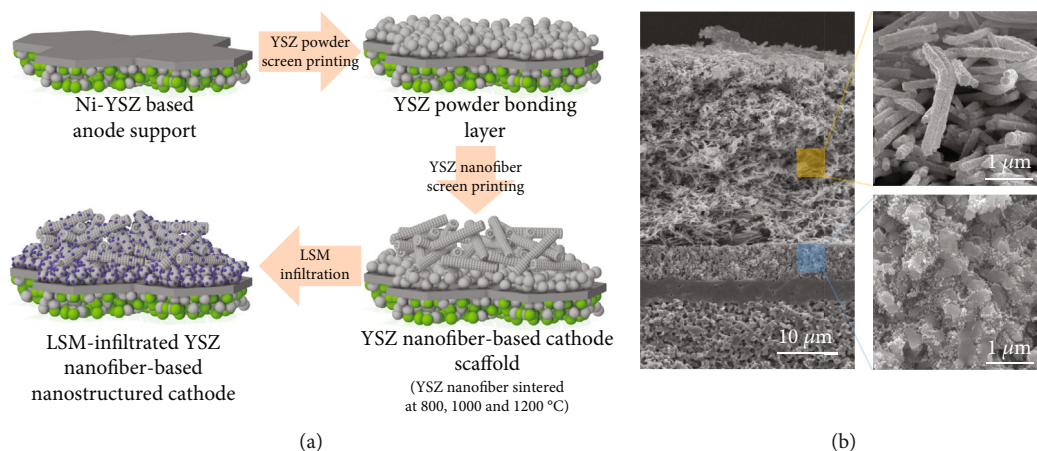 YSZ powder
screen printing
Ni-YSZ based
anode support
YSZ powder bonding
layer
YSZ nanofiber
screen printing
LSM
infiltration
LSM-infiltrated YSZ
nanofiber-based
nanostructured cathode
YSZ nanofiber-based cathode
scaffold
(YSZ nanofiber sintered
at 800, 1000 and 1200 °C)
(a)
10 μm
1 μm
1 μm
(b)